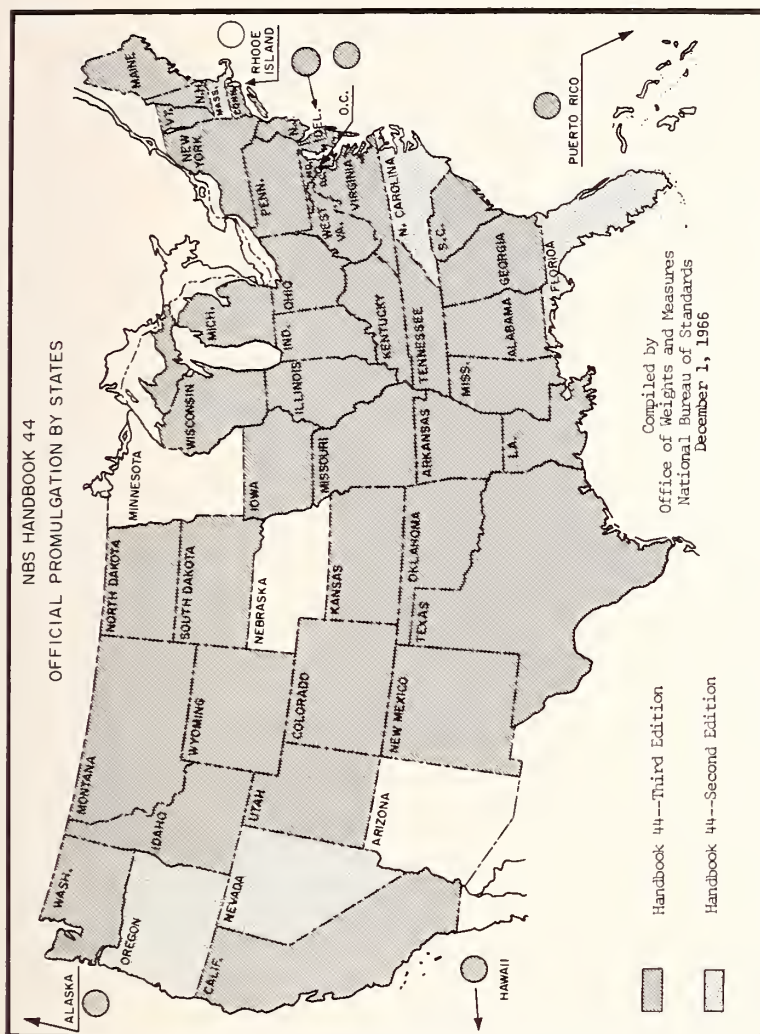 NBS HANDBOOK 44
OFFICIAL PROMULGATION BY STATES
ALASKA
WASH.
OREGON
CALIF.
NEVADA
IDAHO
MONTANA
WYOMING
UTAH
ARIZONA
COLORADO
NEW MEXICO
NORTH DAKOTA
SOUTH DAKOTA
NEBRASKA
KANSAS
OKLAHOMA
TEXAS
MINNESOTA
IOWA
MISSOURI
ARKANSAS
LA.
WISCONSIN
ILLINOIS
MICH.
IND.
OHIO
KENTUCKY
TENNESSEE
MISS.
ALABAMA
GEORGIA
FLORIDA
S.C.
N. CAROLINA
VIRGINIA
WEST
VA.
PENN.
NEW
YORK
VT.
N.H.
MAINE
MASS.
CONN.
RHODE
ISLAND
N.J.
DEL.
MD.
D.C.
HAWAII
PUERTO RICO
Handbook 44--Third Edition
Handbook 44--Second Edition
Compiled by
Office of Weights and Measures
National Bureau of Standards
December 1, 1966